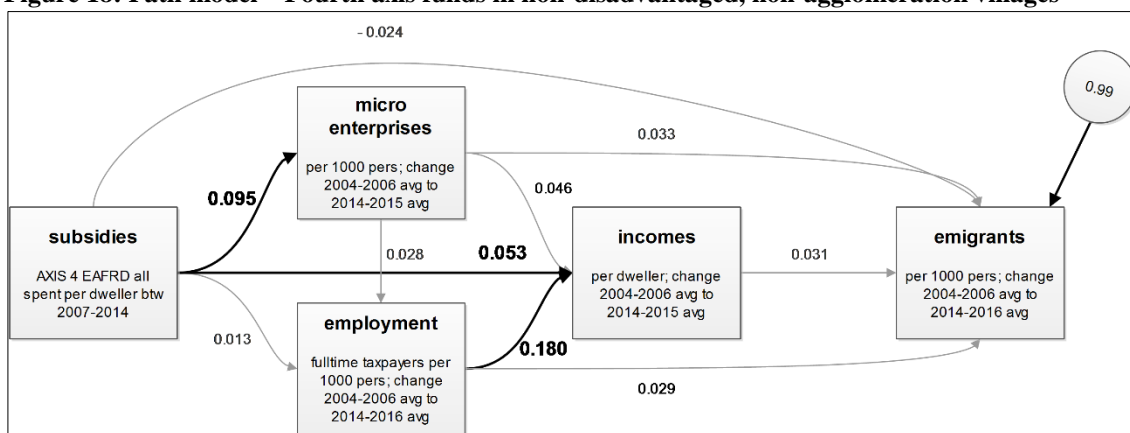 Figure 18: Path model – Fourth axis funds in non-disadvantaged, non-agglomeration villages
- 0.024
0.99
micro
enterprises
per 1000 pers; change
2004-2006 avg to
2014-2015 avg
0.033
0.046
0.095
subsidies
AXIS 4 EAFRD all
spent per dweller btw
2007-2014
0.028
0.053
incomes
per dweller; change
2004-2006 avg to
2014-2015 avg
0.031
emigrants
per 1000 pers; change
2004-2006 avg to
2014-2016 avg
0.013
employment
fulltime taxpayers per
1000 pers; change
2004-2006 avg to
2014-2016 avg
0.180
0.029